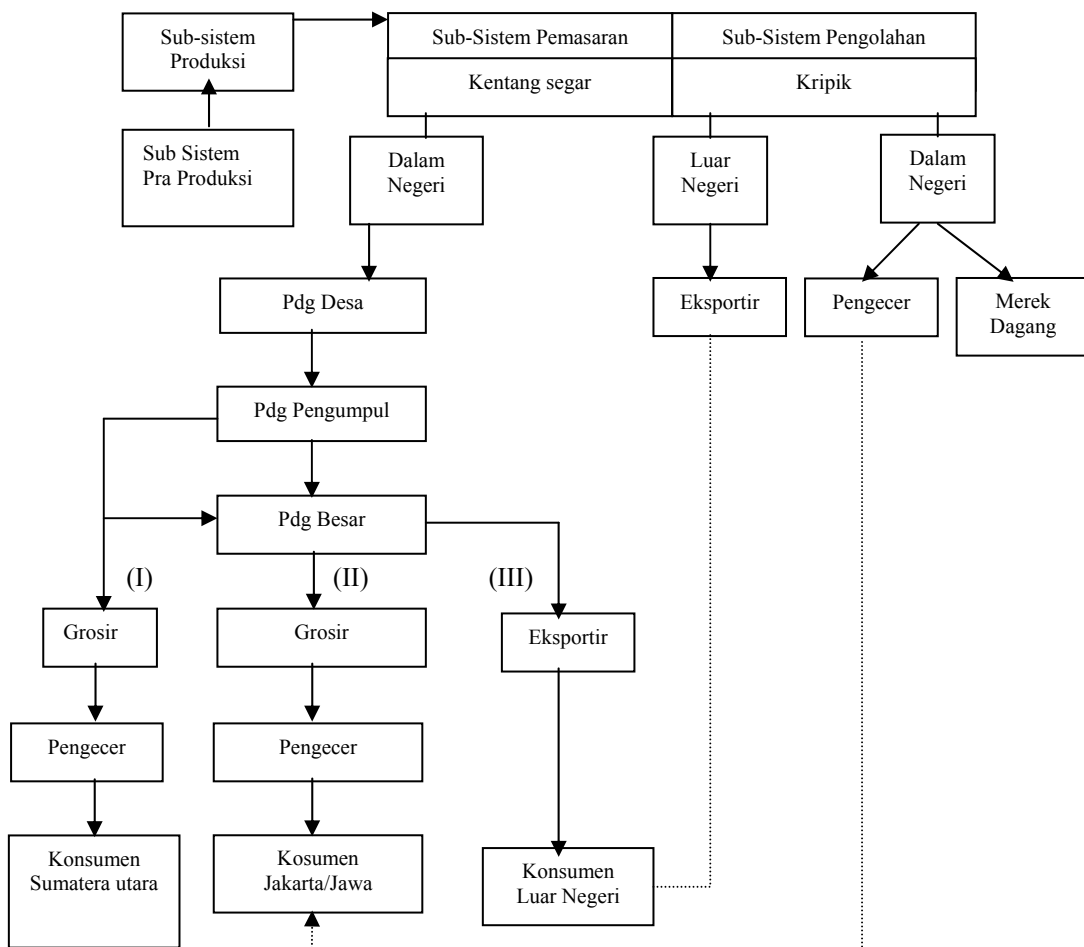 Sub-sistem
Produksi
Sub-Sistem Pemasaran
Sub-Sistem Pengolahan
Kentang segar
Kripik
Sub Sistem
Pra Produksi
Dalam
Negeri
Luar
Negeri
Dalam
Negeri
Pdg Desa
Eksportir
Pengecer
Merek
Dagang
Pdg Pengumpul
Pdg Besar
(I)
(II)
(III)
Grosir
Grosir
Eksportir
Pengecer
Pengecer
Konsumen
Sumatera utara
Kosumen
Jakarta/Jawa
Konsumen
Luar Negeri